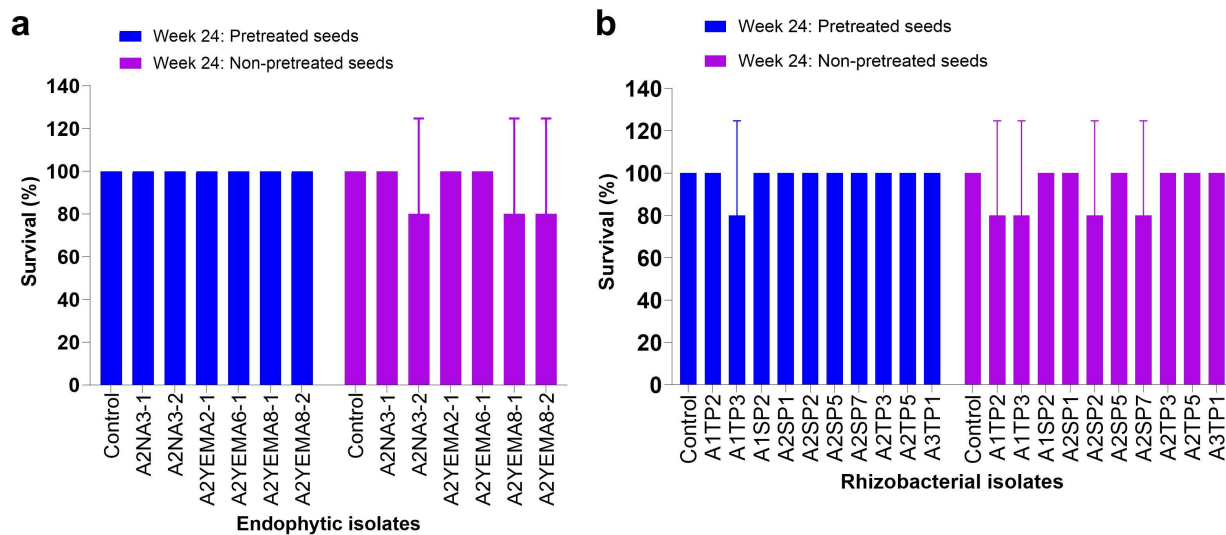 a
Week 24: Pretreated seeds
Week 24: Non-pretreated seeds
Survival (%)
140
120
100
80
60
40
20
0
Control
A2NA3-1
A2NA3-2
A2YEMA2-1
A2YEMA6-1
A2YEMA8-1
A2YEMA8-2
Control
A2NA3-1
A2NA3-2
A2YEMA2-1
A2YEMA6-1
A2YEMA8-1
A2YEMA8-2
Endophytic isolates
b
Week 24: Pretreated seeds
Week 24: Non-pretreated seeds
Survival (%)
140
120
100
80
60
40
20
0
Control
A1TP2
A1TP3
A1SP2
A2SP1
A2SP2
A2SP5
A2SP7
A2TP3
A2TP5
A3TP1
Control
A1TP2
A1TP3
A1SP2
A2SP1
A2SP2
A2SP5
A2SP7
A2TP3
A2TP5
A3TP1
Rhizobacterial isolates